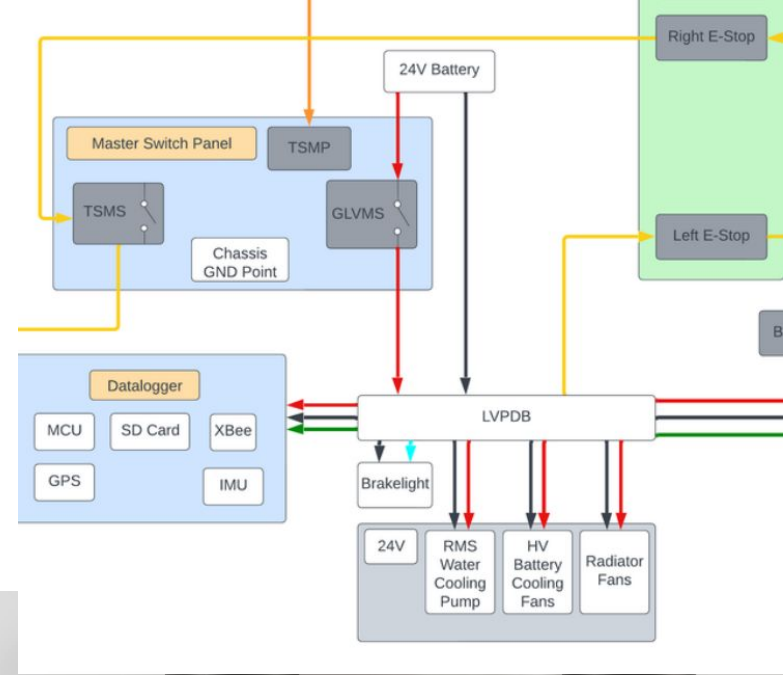 Right E-Stop
24V Battery
Master Switch Panel
TSMP
TSMS
GLVMS
Chassis
GND Point
Left E-Stop
B
Datalogger
MCU
SD Card
XBee
GPS
IMU
LVPDB
Brakelight
24V
RMS
Water
Cooling
Pump
HV
Battery
Cooling
Fans
Radiator
Fans